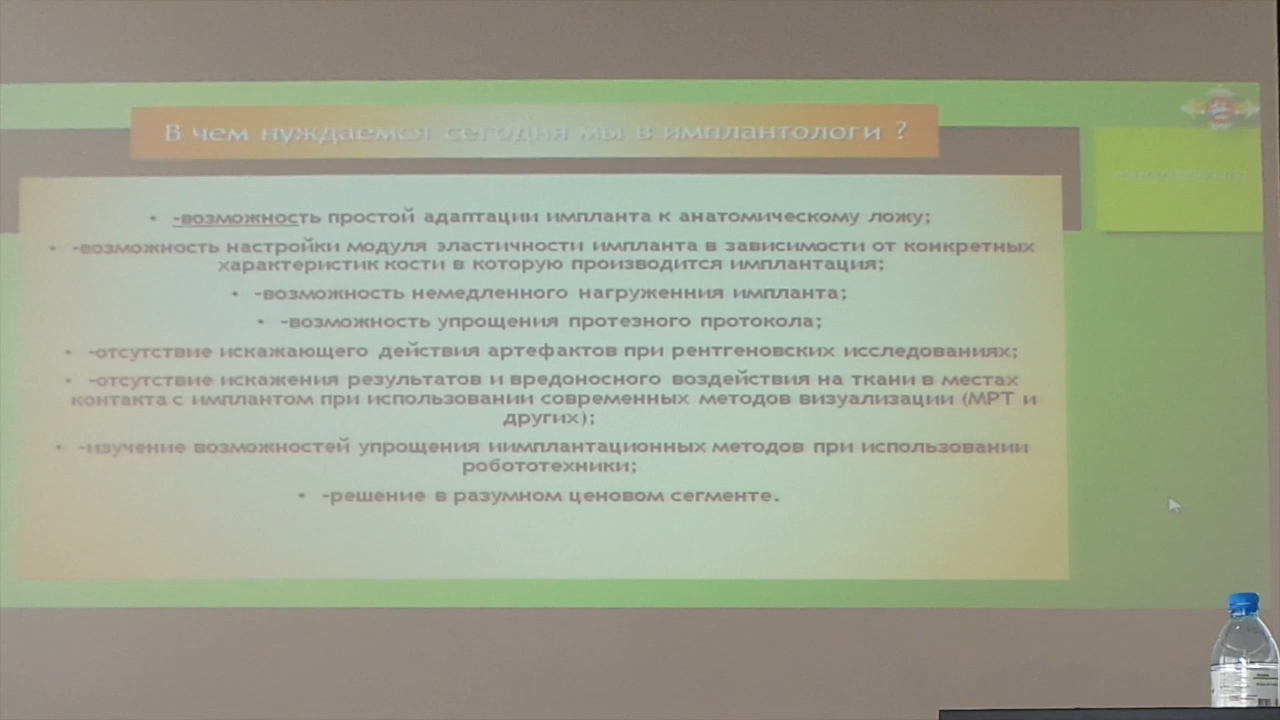 В чем нуждаемся сегодня мы в имплантологи ?
• -возможность простой адаптации импланта к анатомическому ложу;
• -возможность настройки модуля эластичности импланта в зависимости от конкретных
характеристик кости в которую производится имплантация;
• -возможность немедленного нагруженния импланта;
• -возможность упрощения протезного протокола;
• -отсутствие искажающего действия артефактов при рентгеновских исследованиях;
• -отсутствие искажения результатов и вредоносного воздействия на ткани в местах
контакта с имплантом при использовании современных методов визуализации (МРТ и
других);
• -изучение возможностей упрощения иимплантационных методов при использовании
робототехники;
• -решение в разумном ценовом сегменте.